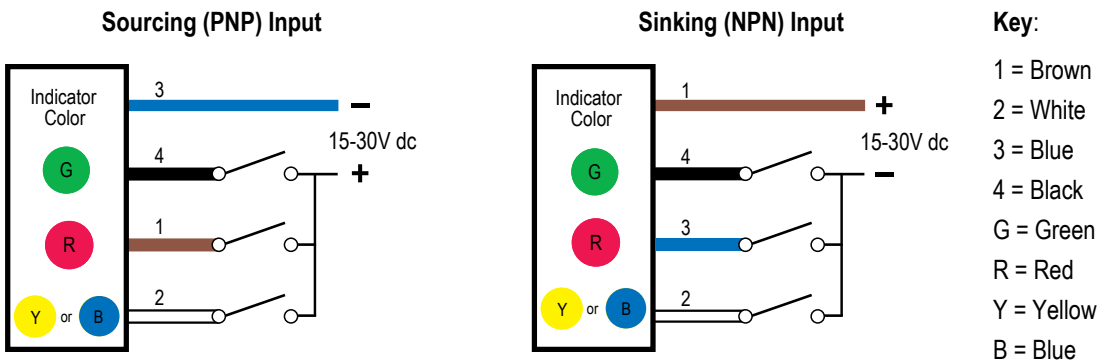 Sourcing (PNP) Input
Indicator
Color
3
−
15-30V dc
4
+
G
1
R
2
Y or B
Sinking (NPN) Input
Indicator
Color
1
+
15-30V dc
4
−
G
3
R
2
Y or B
Key:
1 = Brown
2 = White
3 = Blue
4 = Black
G = Green
R = Red
Y = Yellow
B = Blue